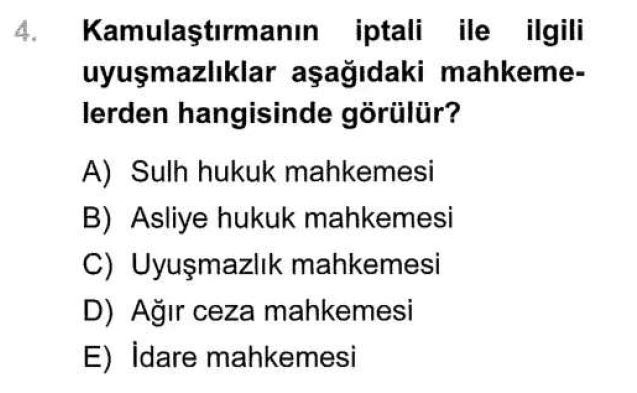 4. Kamulaştırmanın iptali ile ilgili
uyuşmazlıklar aşağıdaki mahkeme-
lerden hangisinde görülür?
A) Sulh hukuk mahkemesi
B) Asliye hukuk mahkemesi
C) Uyuşmazlık mahkemesi
D) Ağır ceza mahkemesi
E) İdare mahkemesi